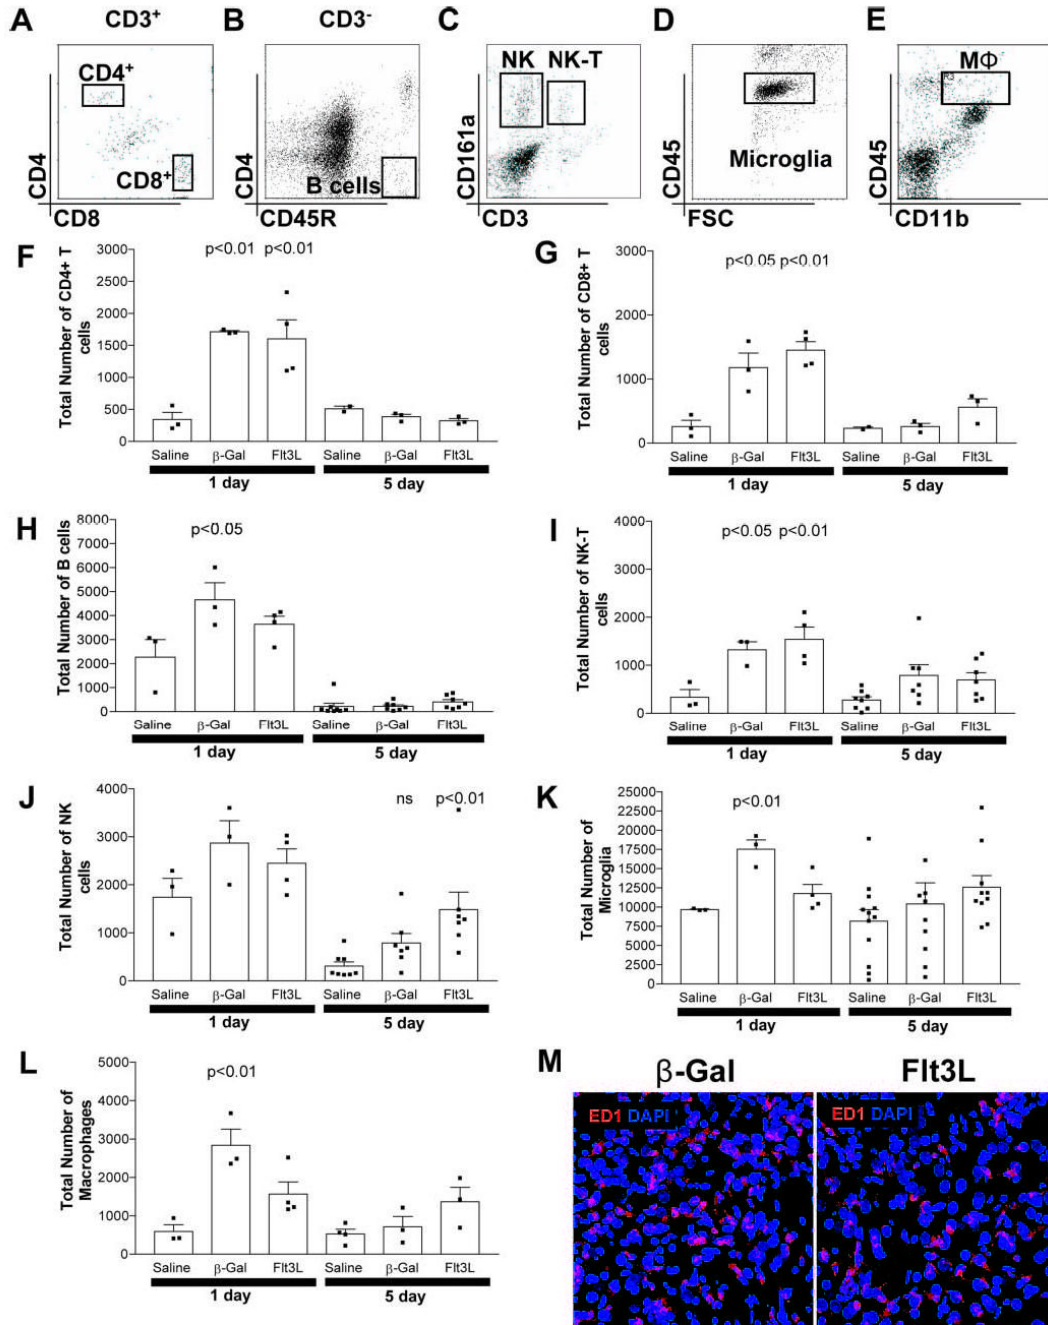 A
CD3+
B
CD3-
C
D
E
CD4+
CD8+
CD4
CD8
B cells
CD4
CD45R
NK
NK-T
CD161a
CD3
Microglia
CD45
FSC
MΦ
CD45
CD11b
F
Total Number of CD4+ T
cells
3000
2500
2000
1500
1000
500
0
p<0.01 p<0.01
Saline β-Gal Flt3L Saline β-Gal Flt3L
1 day 5 day
G
Total Number of CD8+ T
cells
3000
2000
1000
0
p<0.05 p<0.01
Saline β-Gal Flt3L Saline β-Gal Flt3L
1 day 5 day
H
Total Number of B cells
8000
7000
6000
5000
4000
3000
2000
1000
0
p<0.05
Saline β-Gal Flt3L Saline β-Gal Flt3L
1 day 5 day
I
Total Number of NK-T
cells
4000
3000
2000
1000
0
p<0.05 p<0.01
Saline β-Gal Flt3L Saline β-Gal Flt3L
1 day 5 day
J
Total Number of NK
cells
4000
3000
2000
1000
0
ns p<0.01
Saline β-Gal Flt3L Saline β-Gal Flt3L
1 day 5 day
K
Total Number of
Microglia
25000
22500
20000
17500
15000
12500
10000
7500
5000
2500
0
p<0.01
Saline β-Gal Flt3L Saline β-Gal Flt3L
1 day 5 day
L
Total Number of
Macrophages
5000
4000
3000
2000
1000
0
p<0.01
Saline β-Gal Flt3L Saline β-Gal Flt3L
1 day 5 day
M
β-Gal Flt3L
ED1 DAPI
ED1 DAPI